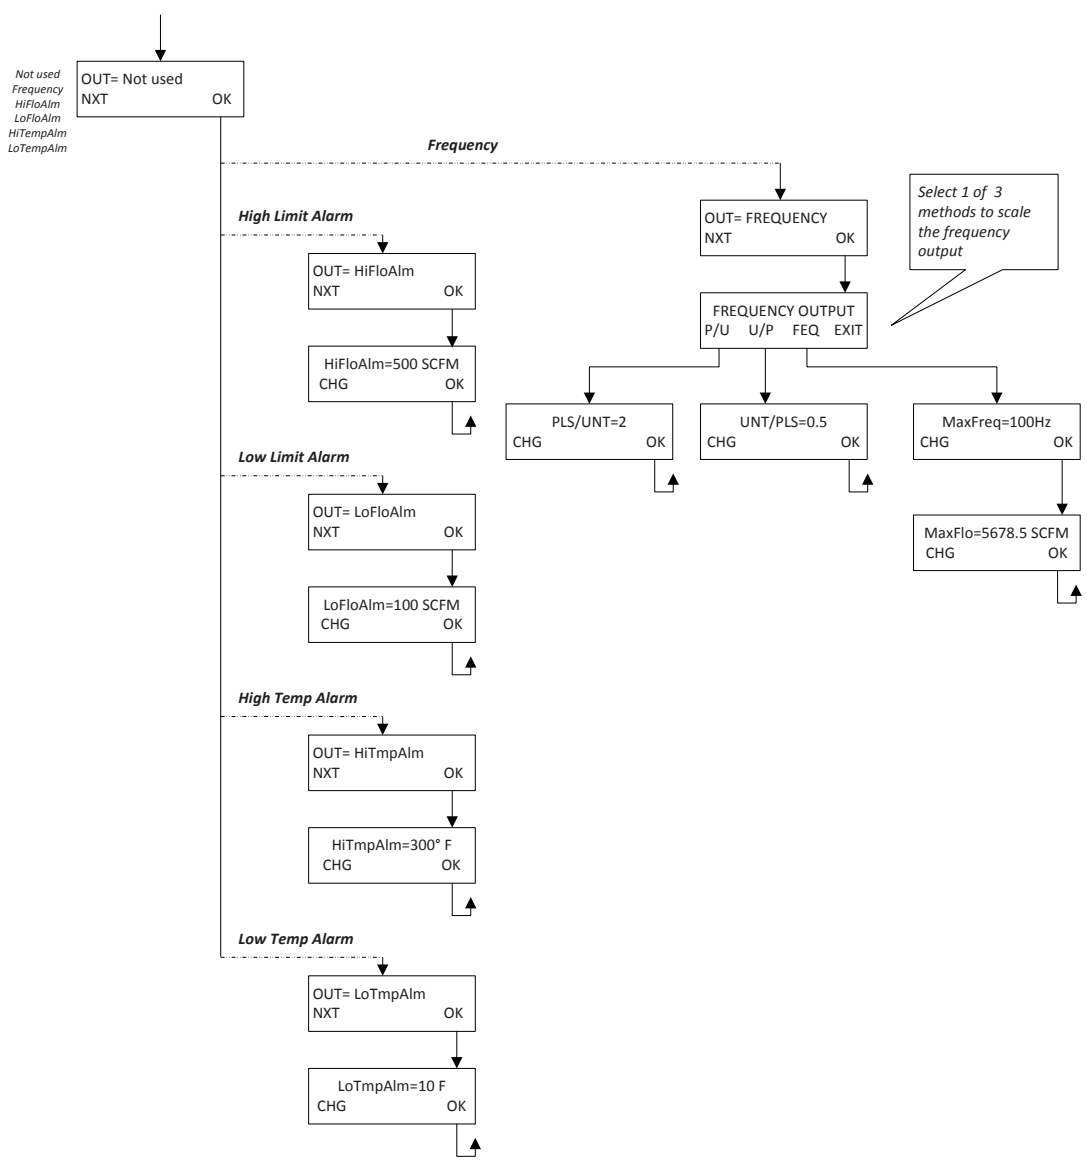 OUT= Not used
NXT OK
Not used
Frequency
HiFloAlm
LoFloAlm
HiTempAlm
LoTempAlm
Frequency
Select 1 of 3
methods to scale
the frequency
output
OUT= FREQUENCY
NXT OK
FREQUENCY OUTPUT
P/U U/P FEQ EXIT
PLS/UNT=2
CHG OK
UNT/PLS=0.5
CHG OK
MaxFreq=100Hz
CHG OK
MaxFlo=5678.5 SCFM
CHG OK
High Limit Alarm
OUT= HiFloAlm
NXT OK
HiFloAlm=500 SCFM
CHG OK
Low Limit Alarm
OUT= LoFloAlm
NXT OK
LoFloAlm=100 SCFM
CHG OK
High Temp Alarm
OUT= HiTmpAlm
NXT OK
HiTmpAlm=300° F
CHG OK
Low Temp Alarm
OUT= LoTmpAlm
NXT OK
LoTmpAlm=10 F
CHG OK